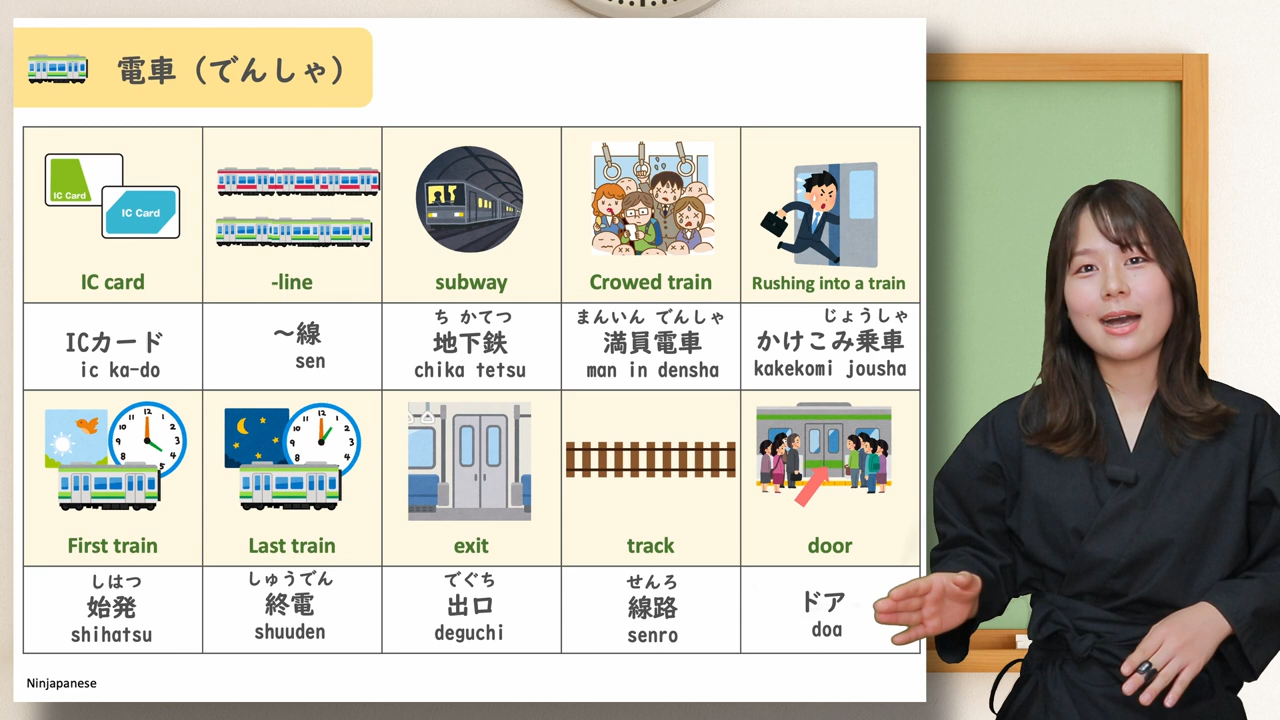 電車（でんしゃ）
IC Card
IC Card
IC card
-line
subway
Crowed train
Rushing into a train
ICカード
ic ka-do
～線
sen
ち かてつ
地下鉄
chika tetsu
まんいん でんしゃ
満員電車
man in densha
じょうしゃ
かけこみ乗車
kakekomi jousha
First train
Last train
exit
track
door
しはつ
始発
shihatsu
しゅうでん
終電
shuuden
でぐち
出口
deguchi
せんろ
線路
senro
ドア
doa
Ninjapanese